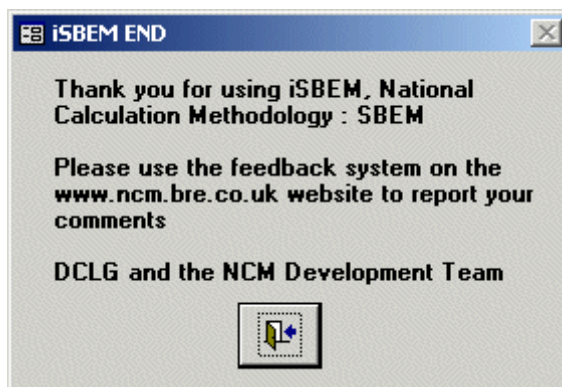 iSBEM END
Thank you for using iSBEM, National
Calculation Methodology : SBEM
Please use the feedback system on the
www.ncm.bre.co.uk website to report your
comments
DCLG and the NCM Development Team